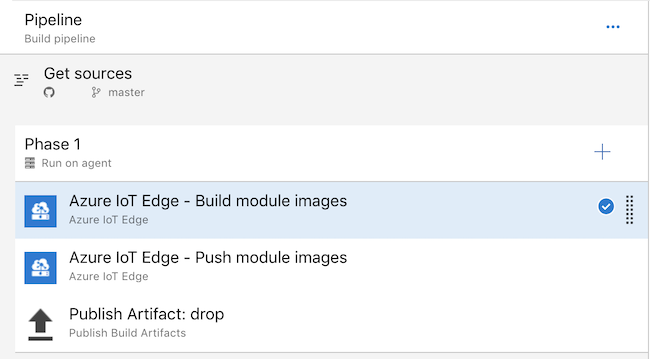 Pipeline
Build pipeline
Get sources
master
Phase 1
Run on agent
Azure IoT Edge - Build module images
Azure IoT Edge
Azure IoT Edge - Push module images
Azure IoT Edge
Publish Artifact: drop
Publish Build Artifacts